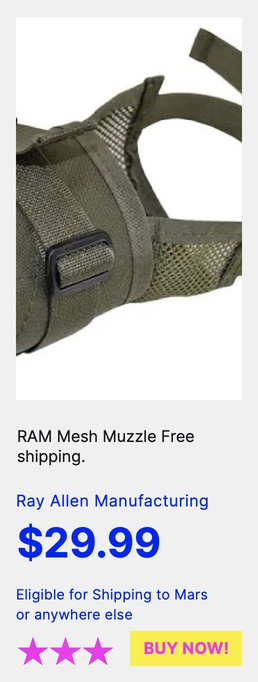 RAM Mesh Muzzle Free
shipping.
Ray Allen Manufacturing
$29.99
Eligible for Shipping to Mars
or anywhere else
BUY NOW!